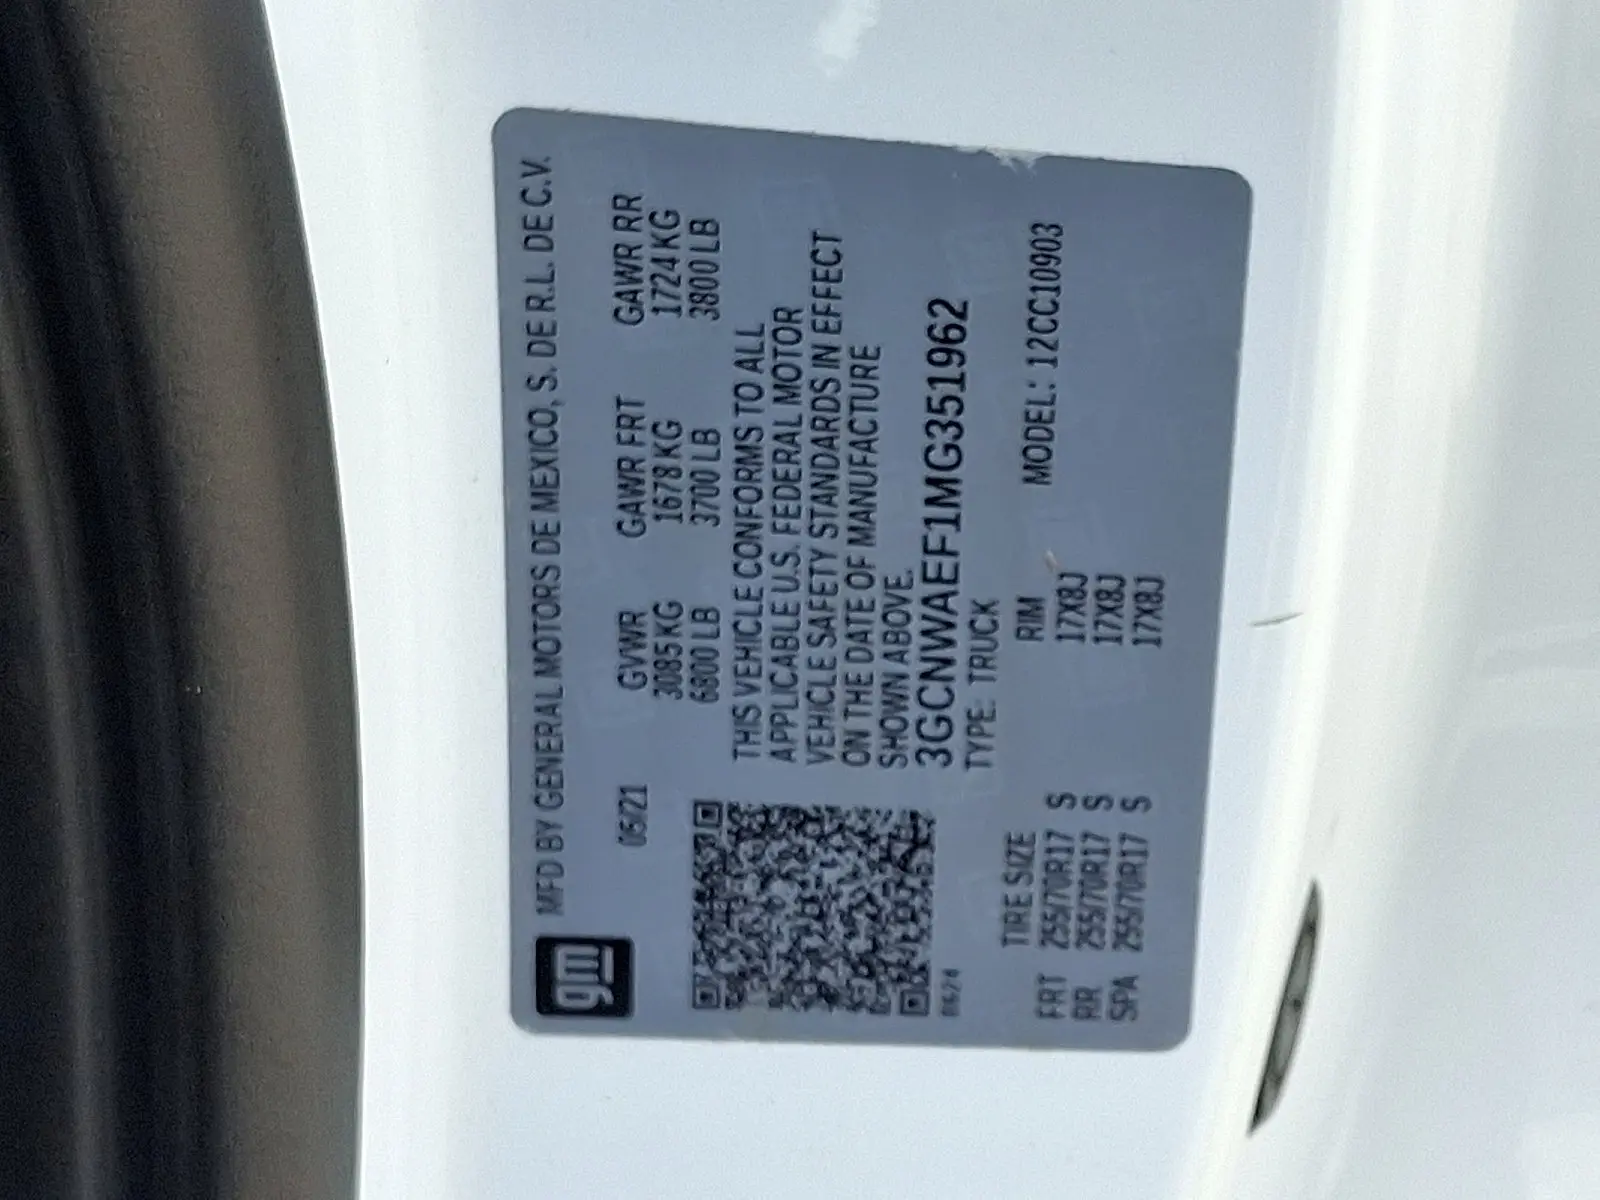 gm
MFD BY GENERAL MOTORS DE MEXICO, S. DE R.L. DE C.V.
05/21
GVWR GAWR FRT GAWR RR
3085 KG 1678 KG 1724 KG
6800 LB 3700 LB 3800 LB
THIS VEHICLE CONFORMS TO ALL
APPLICABLE U.S. FEDERAL MOTOR
VEHICLE SAFETY STANDARDS IN EFFECT
ON THE DATE OF MANUFACTURE
SHOWN ABOVE.
3GCNWAEF1MG351962
TYPE: TRUCK
0624
TIRE SIZE RIM MODEL: 12CC10903
FRT 255/70R17 S 17X8J
RR 255/70R17 S 17X8J
SPA 255/70R17 S 17X8J